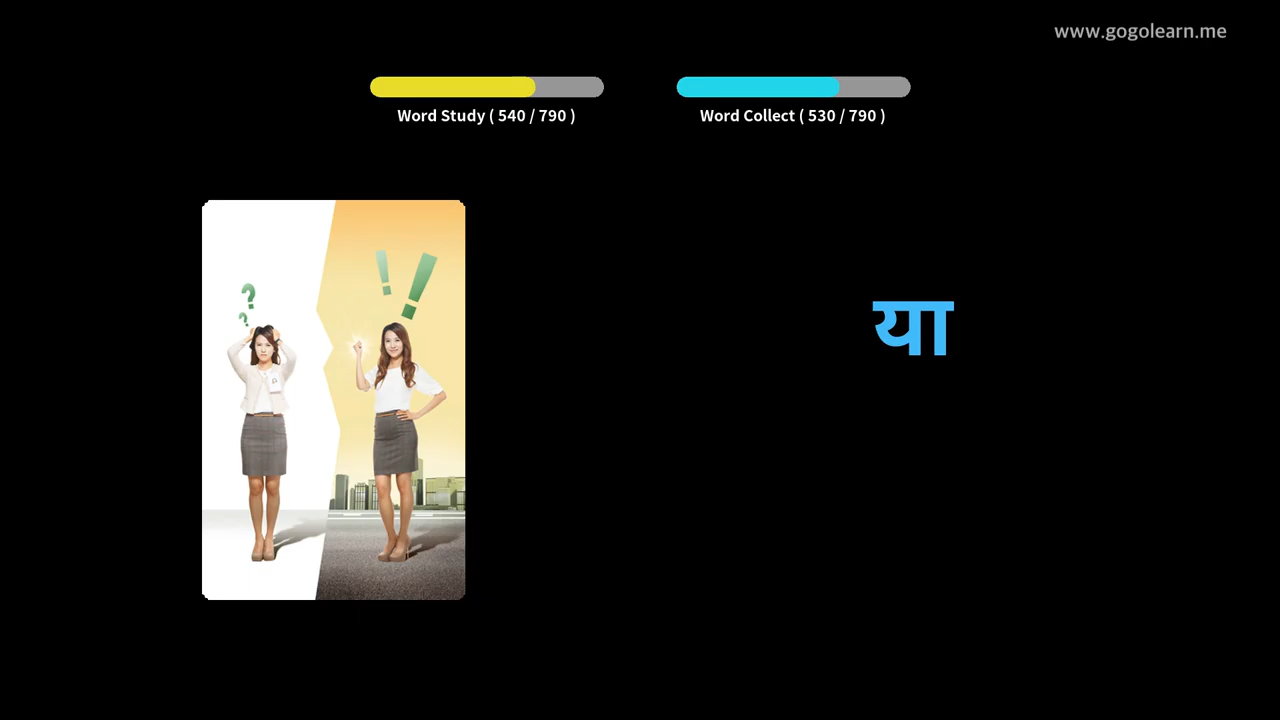 www.gogolearn.me
Word Study ( 540 / 790 )
Word Collect ( 530 / 790 )
? ! !
?
या